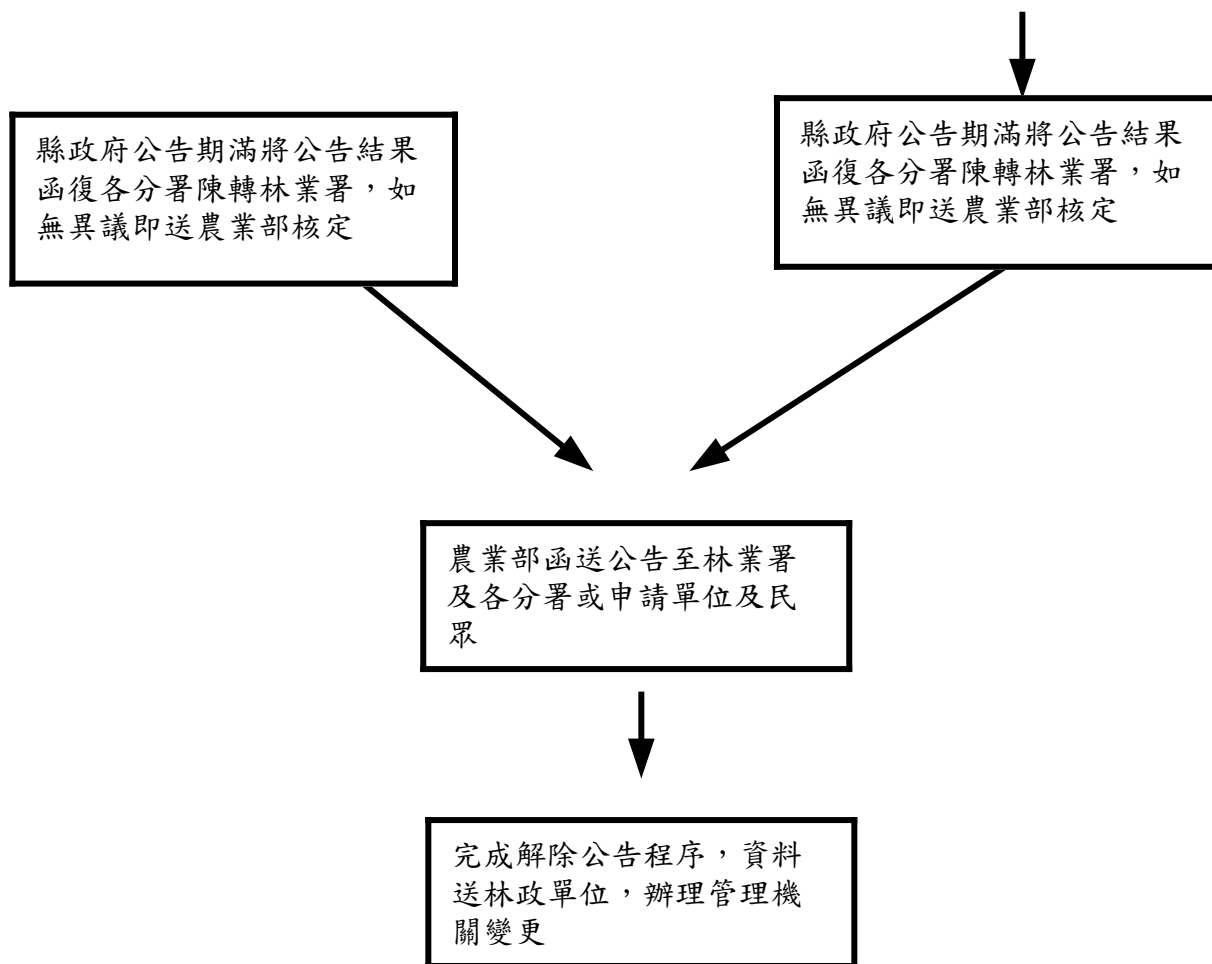 縣政府公告期滿將公告結果
函復各分署陳轉林業署，如
無異議即送農業部核定
縣政府公告期滿將公告結果
函復各分署陳轉林業署，如
無異議即送農業部核定
農業部函送公告至林業署
及各分署或申請單位及民
眾
完成解除公告程序，資料
送林政單位，辦理管理機
關變更